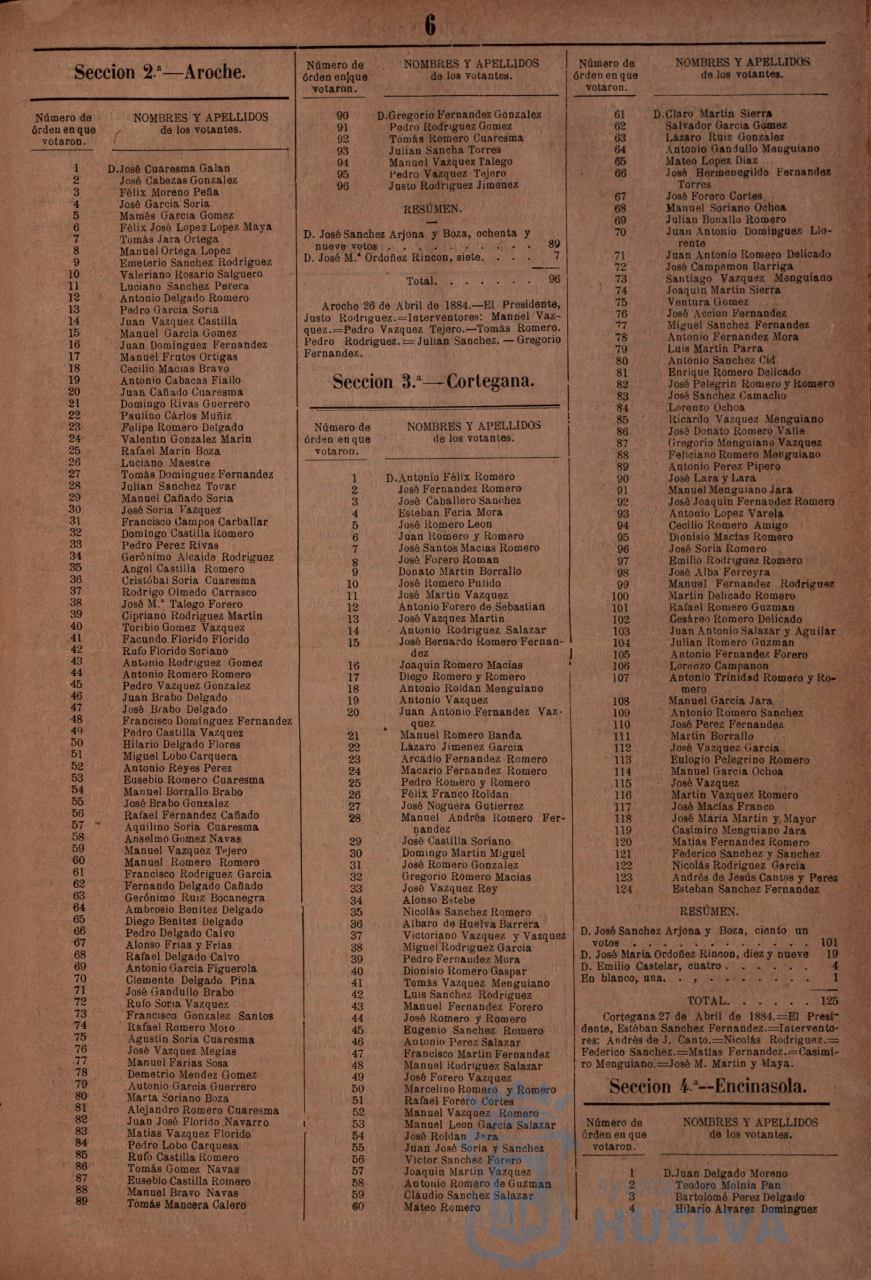 6
Seccion 2.ª—Aroche.
Número de órden en que votaron.
NOMBRES Y APELLIDOS
de los votantes.
1 D. José Cuaresma Galan
2 José Cabezas Gonzalez
3 Félix Moreno Peña
4 José Garcia Soria
5 Mamés Garcia Gomez
6 Félix José Lopez Lopez Maya
7 Tomás Jara Ortega
8 Manuel Ortega Lopez
9 Emeterio Sanchez Rodriguez
10 Valeriano Rosario Salguero
11 Luciano Sanchez Perera
12 Antonio Delgado Romero
13 Pedro Garcia Soria
14 Juan Vazquez Castilla
15 Manuel Garcia Gomez
16 Juan Dominguez Fernandez
17 Manuel Frutos Ortigas
18 Cecilio Macias Bravo
19 Antonio Cabacas Fiallo
20 Juan Cañado Cuaresma
21 Domingo Rivas Guerrero
22 Paulino Cárlos Muñiz
23 Felipe Romero Delgado
24 Valentin Gonzalez Marin
25 Rafael Marin Boza
26 Luciano Maestre
27 Tomás Dominguez Fernandez
28 Julian Sanchez Tovar
29 Manuel Cañado Soria
30 José Soria Vazquez
31 Francisco Campos Carballar
32 Domingo Castilla Romero
33 Pedro Perez Rivas
34 Gerónimo Alcaide Rodriguez
35 Angel Castilla Romero
36 Cristóbal Soria Cuaresma
37 Rodrigo Olmedo Carrasco
38 José M.ª Talego Forero
39 Cipriano Rodriguez Martin
40 Toribio Gomez Vazquez
41 Facundo Florido Florido
42 Rufo Florido Soriano
43 Antonio Rodriguez Gomez
44 Antonio Romero Romero
45 Pedro Vazquez Gonzalez
46 Juan Brabo Delgado
47 José Brabo Delgado
48 Francisco Dominguez Fernandez
49 Pedro Castilla Vazquez
50 Hilario Delgado Flores
51 Miguel Lobo Carquera
52 Antonio Reyes Perez
53 Eusebio Romero Cuaresma
54 Manuel Borrallo Brabo
55 José Brabo Gonzalez
56 Rafael Fernandez Cañado
57 Aquilino Soria Cuaresma
58 Anselmo Gomez Navas
59 Manuel Vazquez Tejero
60 Manuel Romero Romero
61 Francisco Rodriguez Garcia
62 Fernando Delgado Cañado
63 Gerónimo Ruiz Bocanegra
64 Ambrosio Benitez Delgado
65 Diego Benitez Delgado
66 Pedro Delgado Calvo
67 Alonso Frias y Frias
68 Rafael Delgado Calvo
69 Antonio Garcia Figuerola
70 Clemente Delgado Pina
71 José Gandullo Brabo
72 Rufo Soria Vazquez
73 Francisco Gonzalez Santos
74 Rafael Romero Moro
75 Agustin Soria Cuaresma
76 José Vazquez Megias
77 Manuel Farias Sosa
78 Demetrio Mendez Gomez
79 Autonio Garcia Guerrero
80 Marta Soriano Boza
81 Alejandro Romero Cuaresma
82 Juan José Florido Navarro
83 Matias Vazquez Florido
84 Pedro Lobo Carquesa
85 Rufo Castilla Romero
86 Tomás Gomez Navas
87 Eusebio Castilla Romero
88 Manuel Bravo Navas
89 Tomás Mancera Calero
Número de órden en que votaron.
NOMBRES Y APELLIDOS
de los votantes.
90 D. Gregorio Fernandez Gonzalez
91 Pedro Rodriguez Gomez
92 Tomás Romero Cuaresma
93 Julian Sancha Torres
94 Manuel Vazquez Talego
95 Pedro Vazquez Tejero
96 Justo Rodriguez Jimenez
RESÚMEN.
D. José Sanchez Arjona y Boza, ochenta y
nueve votos . . . . . . . . . . 89
D. José M.ª Ordoñez Rincon, siete. . . . 7
Total. . . . . . 96
Aroche 26 de Abril de 1884.—El Presidente,
Justo Rodriguez.=Interventores: Manuel Vaz-
quez.=Pedro Vazquez Tejero.—Tomás Romero.
Pedro Rodriguez.=Julian Sanchez.—Gregorio
Fernandez.
Seccion 3.ª—Cortegana.
Número de órden en que votaron.
NOMBRES Y APELLIDOS
de los votantes.
1 D. Antonio Félix Romero
2 José Fernandez Romero
3 José Caballero Sanchez
4 Esteban Feria Mora
5 José Romero Leon
6 Juan Romero y Romero
7 José Santos Macias Romero
8 José Forero Roman
9 Donato Martin Borrallo
10 José Romero Pulido
11 José Martin Vazquez
12 Antonio Forero de Sebastian
13 José Vazquez Martin
14 Antonio Rodriguez Salazar
15 José Bernardo Romero Fernan-
dez
16 Joaquin Romero Macias
17 Diego Romero y Romero
18 Antonio Roldan Menguiano
19 Antonio Vazquez
20 Juan Antonio Fernandez Vaz-
quez
21 Manuel Romero Banda
22 Lázaro Jimenez Garcia
23 Arcadio Fernandez Romero
24 Macario Fernandez Romero
25 Pedro Romero y Romero
26 Félix Franco Roldan
27 José Noguera Gutierrez
28 Manuel Andrés Romero Fer-
nandez
29 José Castilla Soriano
30 Domingo Martin Miguel
31 José Romero Gonzalez
32 Gregorio Romero Macias
33 José Vazquez Rey
34 Alonso Estebe
35 Nicolás Sanchez Romero
36 Albaro de Huelva Barrera
37 Victoriano Vazquez y Vazquez
38 Miguel Rodriguez Garcia
39 Pedro Fernandez Mora
40 Dionisio Romero Gaspar
41 Tomás Vazquez Menguiano
42 Luis Sanchez Rodriguez
43 Manuel Fernandez Forero
44 José Romero y Romero
45 Eugenio Sanchez Romero
46 Antonio Perez Salazar
47 Francisco Martin Fernandez
48 Manuel Rodriguez Salazar
49 José Forero Vazquez
50 Marcelino Romero y Romero
51 Rafael Forero Cortes
52 Manuel Vazquez Romero
53 Manuel Leon Garcia Salazar
54 José Roldan Jara
55 Juan José Soria y Sanchez
56 Victor Sanchez Forero
57 Joaquin Martin Vazquez
58 Antonio Romero de Guzman
59 Cláudio Sanchez Salazar
60 Mateo Romero
Número de órden en que votaron.
NOMBRES Y APELLIDOS
de los votantes.
61 D. Claro Martin Sierra
62 Salvador Garcia Gomez
63 Lázaro Ruiz Gonzalez
64 Antonio Gandullo Menguiano
65 Mateo Lopez Diaz
66 José Hermenegildo Fernandez
Torres
67 José Forero Cortes
68 Manuel Soriano Ochoa
69 Julian Bonallo Romero
70 Juan Antonio Dominguez Llo-
rente
71 Juan Antonio Romero Delicado
72 José Campemon Barriga
73 Santiago Vazquez Menguiano
74 Joaquin Martin Sierra
75 Ventura Gomez
76 José Accion Fernandez
77 Miguel Sanchez Fernandez
78 Antonio Fernandez Mora
79 Luis Martin Parra
80 Antonio Sanchez Cid
81 Enrique Romero Delicado
82 José Pelegrin Romero y Romero
83 José Sanchez Camacho
84 Lorenzo Ochoa
85 Ricardo Vazquez Menguiano
86 José Donato Romero Valle
87 Gregorio Menguiano Vazquez
88 Feliciano Romero Menguiano
89 Antonio Perez Pipero
90 José Lara y Lara
91 Manuel Menguiano Jara
92 José Joaquin Fernandez Romero
93 Antonio Lopez Varela
94 Cecilio Romero Amigo
95 Dionisio Macias Romero
96 José Soria Romero
97 Emilio Rodriguez Romero
98 José Alba Ferreyra
99 Manuel Fernandez Rodriguez
100 Martin Delicado Romero
101 Rafael Romero Guzman
102 Cesáreo Romero Delicado
103 Juan Antonio Salazar y Aguilar
104 Julian Romero Guzman
105 Antonio Fernandez Forero
106 Lorenzo Campanon
107 Antonio Trinidad Romero y Ro-
mero
108 Manuel Garcia Jara
109 Antonio Romero Sanchez
110 José Perez Fernandez
111 Martin Borrallo
112 José Vazquez Garcia
113 Eulogio Pelegrino Romero
114 Manuel Garcia Ochoa
115 José Vazquez
116 Martin Vazquez Romero
117 José Macías Franco
118 José Maria Martin y Mayor
119 Casimiro Menguiano Jara
120 Matias Fernandez Romero
121 Federico Sanchez y Sanchez
122 Nicolás Rodriguez Garcia
123 Andrés de Jesús Cantos y Perez
124 Esteban Sanchez Fernandez
RESÚMEN.
D. José Sanchez Arjona y Boza, ciento un
votos . . . . . . . . . . . . 101
D. José Maria Ordoñez Rincon, diez y nueve 19
D. Emilio Castelar, cuatro . . . . . . 4
En blanco, una. . . . . . . . . . 1
TOTAL. . . . . . 125
Cortegana 27 de Abril de 1884.=El Presi-
dente, Estéban Sanchez Fernandez.=Intervento-
res: Andrés de J. Canto.=Nicolás Rodriguez.=
Federico Sanchez.=Matías Fernandez.=Casimi-
ro Menguiano.=José M. Martin y Maya.
Seccion 4.ª--Encinasola.
Número de órden en que votaron.
NOMBRES Y APELLIDOS
de los votantes.
1 D. Juan Delgado Moreno
2 Teodoro Molnia Pan
3 Bartolomé Perez Delgado
4 Hilario Alvarez Dominguez
HUELVA